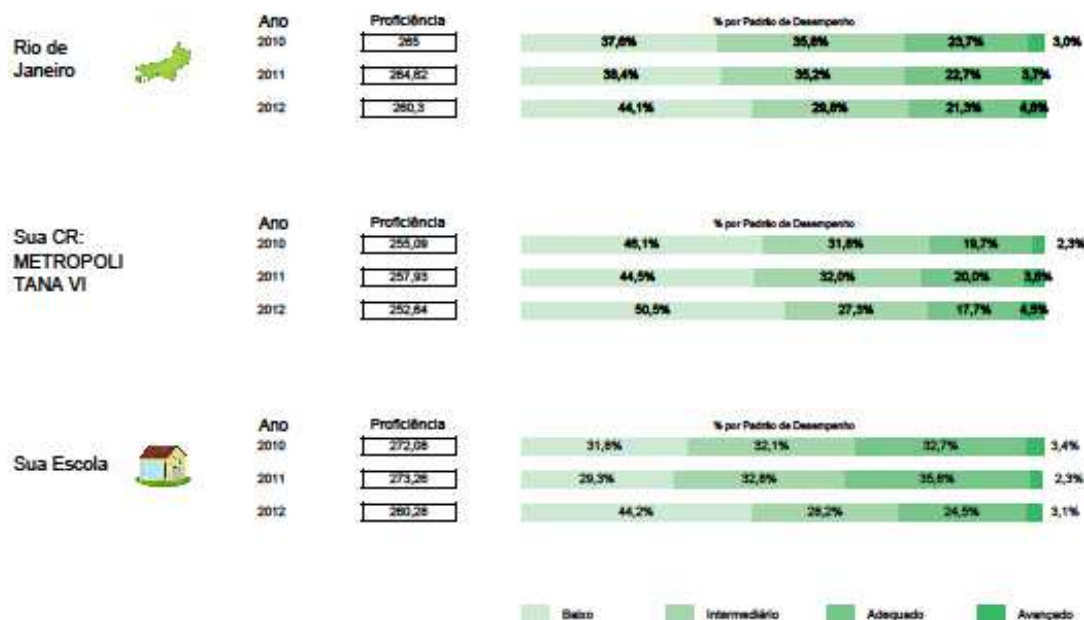 Rio de Janeiro
Ano Proficiência % por Padrão de Desempenho
2010 265 37,6% 35,8% 23,7% 3,0%
2011 264,82 38,4% 35,2% 22,7% 3,7%
2012 260,3 44,1% 29,8% 21,3% 4,8%
Sua CR:
METROPOLI
TANA VI
Ano Proficiência % por Padrão de Desempenho
2010 255,09 46,1% 31,8% 19,7% 2,3%
2011 257,93 44,5% 32,0% 20,0% 3,6%
2012 252,64 50,5% 27,3% 17,7% 4,5%
Sua Escola
Ano Proficiência % por Padrão de Desempenho
2010 272,08 31,8% 32,1% 32,7% 3,4%
2011 273,26 29,3% 32,8% 35,6% 2,3%
2012 260,28 44,2% 28,2% 24,5% 3,1%
Baixo Intermediário Adequado Avançado